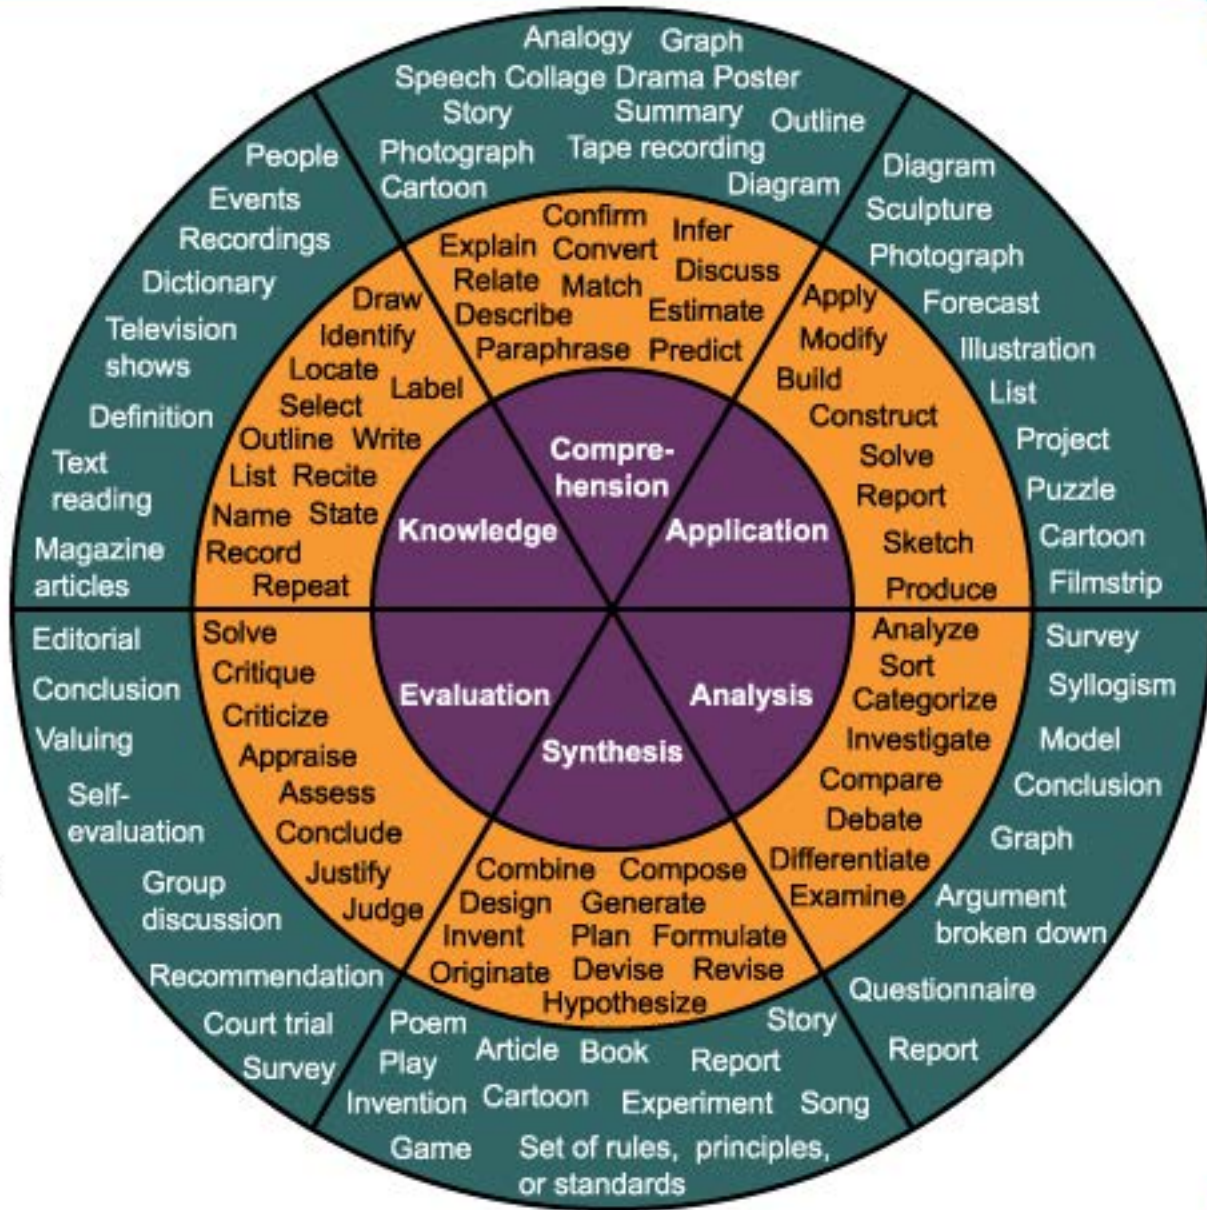 Analogy Graph
Speech Collage Drama Poster
Story Summary Outline
Photograph Tape recording
Cartoon Diagram
Confirm Infer
Explain Convert
Relate Match Discuss
Describe Estimate
Paraphrase Predict
Compre-
hension
Diagram
Sculpture
Photograph
Forecast
Illustration
List
Project
Puzzle
Cartoon
Filmstrip
Apply
Modify
Build
Construct
Solve
Report
Sketch
Produce
Application
Survey
Syllogism
Model
Conclusion
Graph
Argument
broken down
Questionnaire
Report
Analyze
Sort
Categorize
Investigate
Compare
Debate
Differentiate
Examine
Analysis
Synthesis
Combine Compose
Design Generate
Invent Plan Formulate
Originate Devise Revise
Hypothesize
Poem Story
Play Article Book Report
Invention Cartoon Experiment Song
Game Set of rules, principles,
or standards
Evaluation
Solve
Critique
Criticize
Appraise
Assess
Conclude
Justify
Judge
Editorial
Conclusion
Valuing
Self-
evaluation
Group
discussion
Recommendation
Court trial
Survey
Knowledge
Draw
Identify
Locate Label
Select
Outline Write
List Recite
Name State
Record
Repeat
People
Events
Recordings
Dictionary
Television
shows
Definition
Text
reading
Magazine
articles